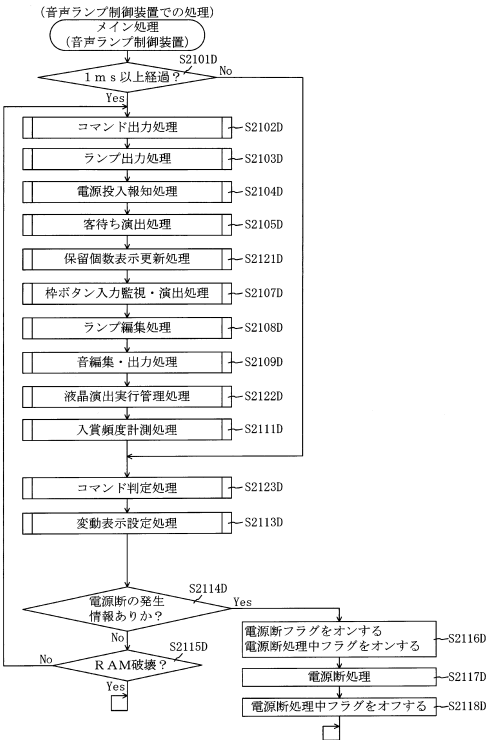 (音声ランプ制御装置での処理)
メイン処理
(音声ランプ制御装置)
S2101D
1ms以上経過?
No
Yes
コマンド出力処理
S2102D
ランプ出力処理
S2103D
電源投入報知処理
S2104D
客待ち演出処理
S2105D
保留個数表示更新処理
S2121D
枠ボタン入力監視・演出処理
S2107D
ランプ編集処理
S2108D
音編集・出力処理
S2109D
液晶演出実行管理処理
S2122D
入賞頻度計測処理
S2111D
コマンド判定処理
S2123D
変動表示設定処理
S2113D
S2114D
電源断の発生
情報ありか?
Yes
No
S2115D
RAM破壊?
No
Yes
電源断フラグをオンする
電源断処理中フラグをオンする
S2116D
電源断処理
S2117D
電源断処理中フラグをオフする
S2118D